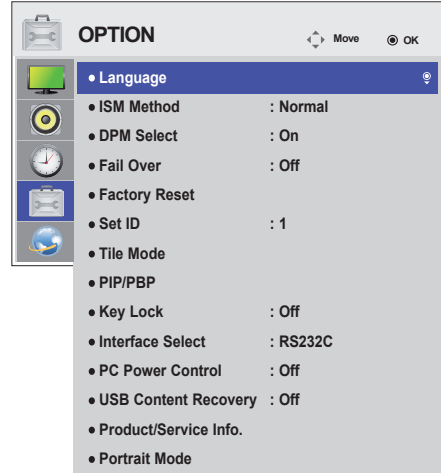 OPTION Move OK
● Language
● ISM Method : Normal
● DPM Select : On
● Fail Over : Off
● Factory Reset
● Set ID : 1
● Tile Mode
● PIP/PBP
● Key Lock : Off
● Interface Select : RS232C
● PC Power Control : Off
● USB Content Recovery : Off
● Product/Service Info.
● Portrait Mode